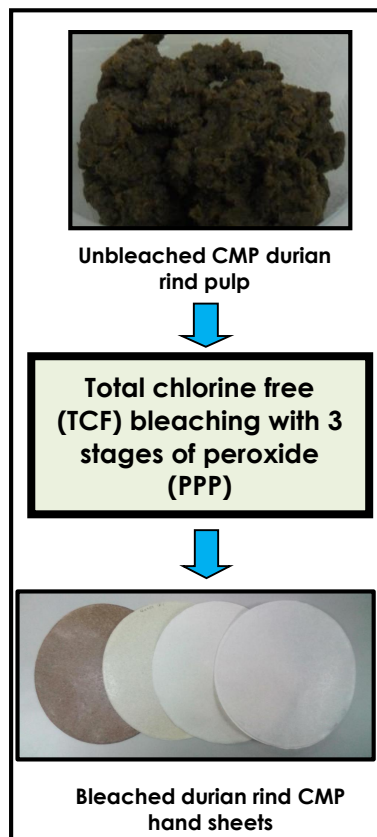 Unbleached CMP durian
rind pulp
Total chlorine free
(TCF) bleaching with 3
stages of peroxide
(PPP)
Bleached durian rind CMP
hand sheets